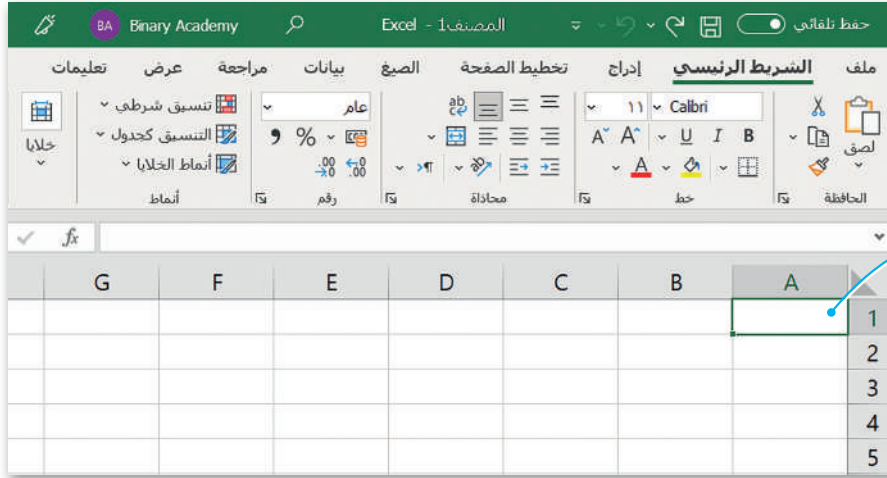 حفظ تلقائي المصنف1 - Excel Binary Academy BA
ملف الشريط الرئيسي إدراج تخطيط الصفحة الصيغ بيانات مراجعة عرض تعليمات
Calibri ١١ عام تنسيق شرطي
لصق B I U % التنسيق كجدول خلايا
A A أنماط الخلايا
الحافظة خط محاذاة رقم أنماط
fx
A B C D E F G
1
2
3
4
5